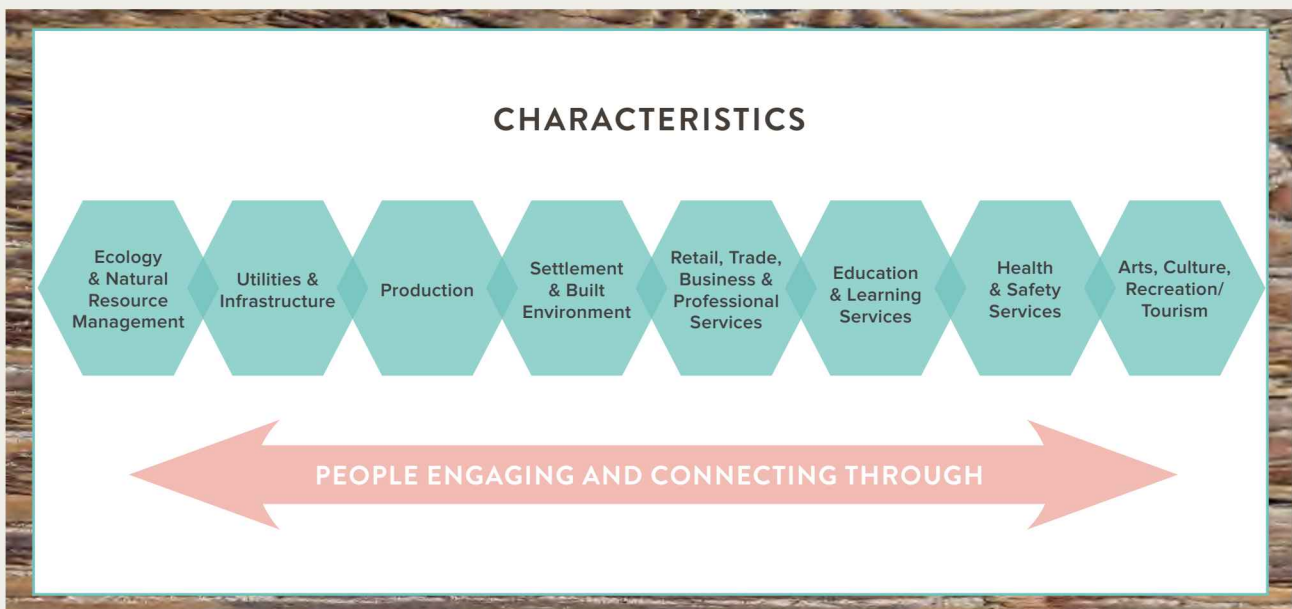 CHARACTERISTICS
Ecology
& Natural
Resource
Management
Utilities &
Infrastructure
Production
Settlement
& Built
Environment
Retail, Trade,
Business &
Professional
Services
Education
& Learning
Services
Health
& Safety
Services
Arts, Culture,
Recreation/
Tourism
PEOPLE ENGAGING AND CONNECTING THROUGH